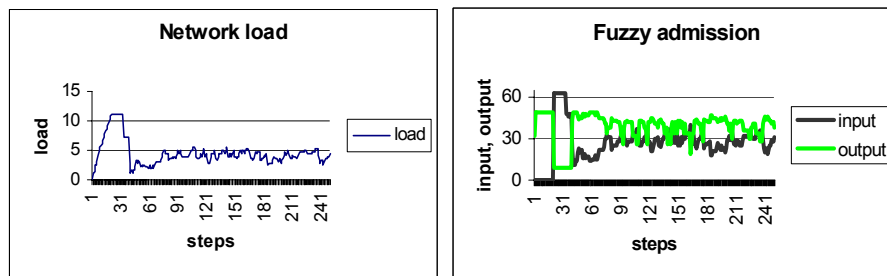 Network load
15
10
5
0
load
1
31
61
91
121
151
181
211
241
steps
load
Fuzzy admission
60
30
0
input, output
1
31
61
91
121
151
181
211
241
steps
input
output